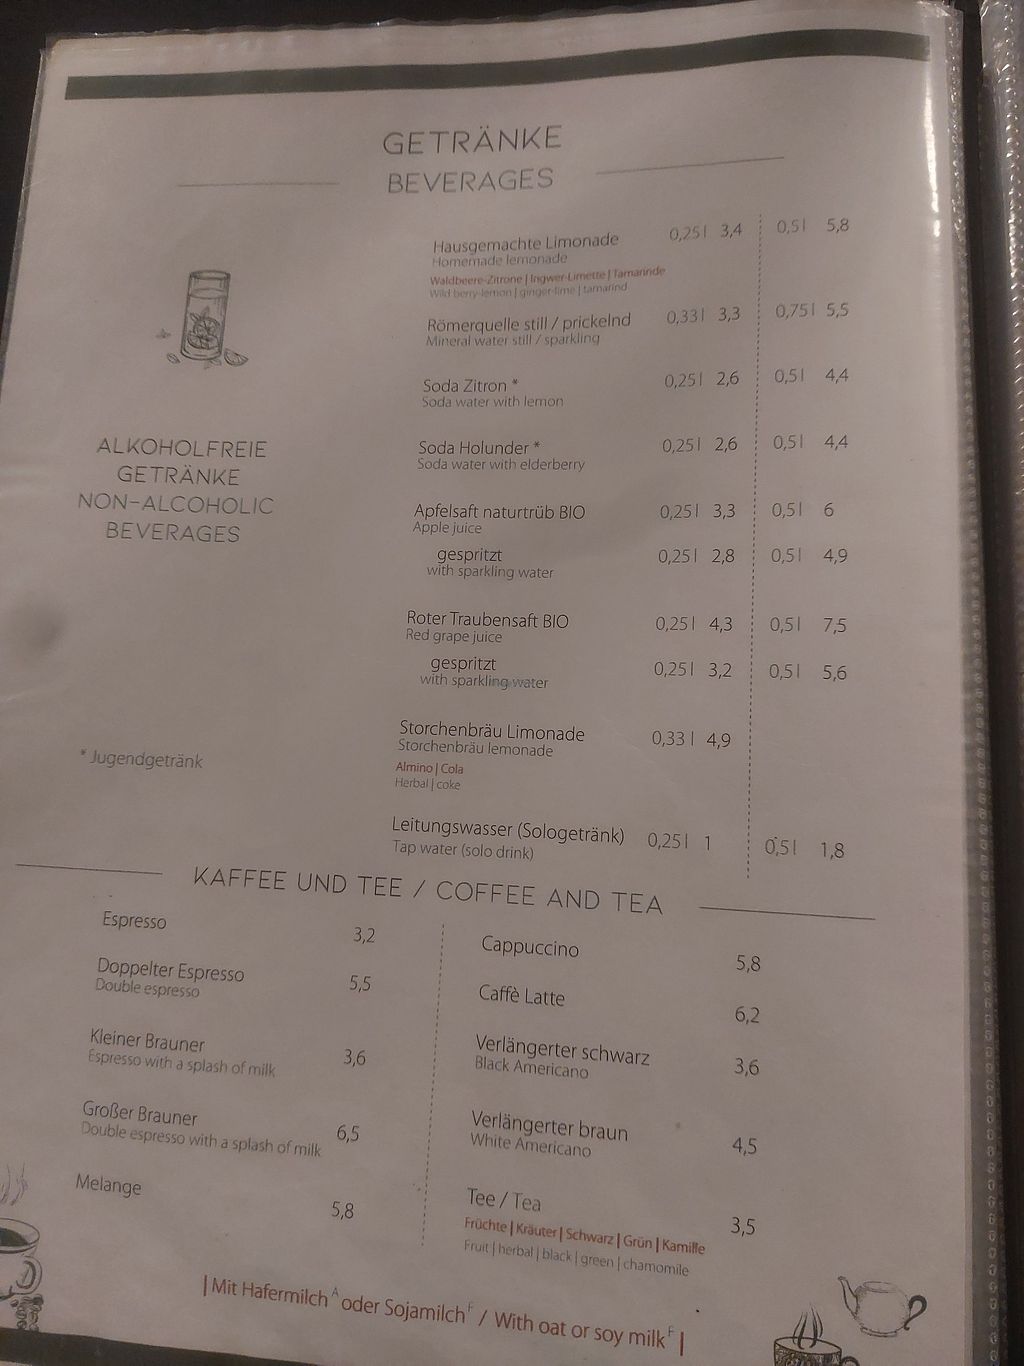 GETRÄNKE
BEVERAGES
ALKOHOLFREIE
GETRÄNKE
NON-ALCOHOLIC
BEVERAGES
* Jugendgetränk
Hausgemachte Limonade 0,25 l 3,4 0,5 l 5,8
Homemade lemonade
Waldbeere-Zitrone | Ingwer-Limette | Tamarinde
Wild berry-lemon | ginger-lime | tamarind
Römerquelle still / prickelnd 0,33 l 3,3 0,75 l 5,5
Mineral water still / sparkling
Soda Zitron * 0,25 l 2,6 0,5 l 4,4
Soda water with lemon
Soda Holunder * 0,25 l 2,6 0,5 l 4,4
Soda water with elderberry
Apfelsaft naturtrüb BIO 0,25 l 3,3 0,5 l 6
Apple juice
gespritzt 0,25 l 2,8 0,5 l 4,9
with sparkling water
Roter Traubensaft BIO 0,25 l 4,3 0,5 l 7,5
Red grape juice
gespritzt 0,25 l 3,2 0,5 l 5,6
with sparkling water
Storchenbräu Limonade 0,33 l 4,9
Storchenbräu lemonade
Almino | Cola
Herbal | coke
Leitungswasser (Sologetränk) 0,25 l 1 0,5 l 1,8
Tap water (solo drink)
KAFFEE UND TEE / COFFEE AND TEA
Espresso 3,2
Doppelter Espresso 5,5
Double espresso
Kleiner Brauner 3,6
Espresso with a splash of milk
Großer Brauner 6,5
Double espresso with a splash of milk
Melange 5,8
Cappuccino 5,8
Caffè Latte 6,2
Verlängerter schwarz 3,6
Black Americano
Verlängerter braun 4,5
White Americano
Tee / Tea 3,5
Früchte | Kräuter | Schwarz | Grün | Kamille
Fruit | herbal | black | green | chamomile
| Mit Hafermilch A oder Sojamilch F / With oat or soy milk F |